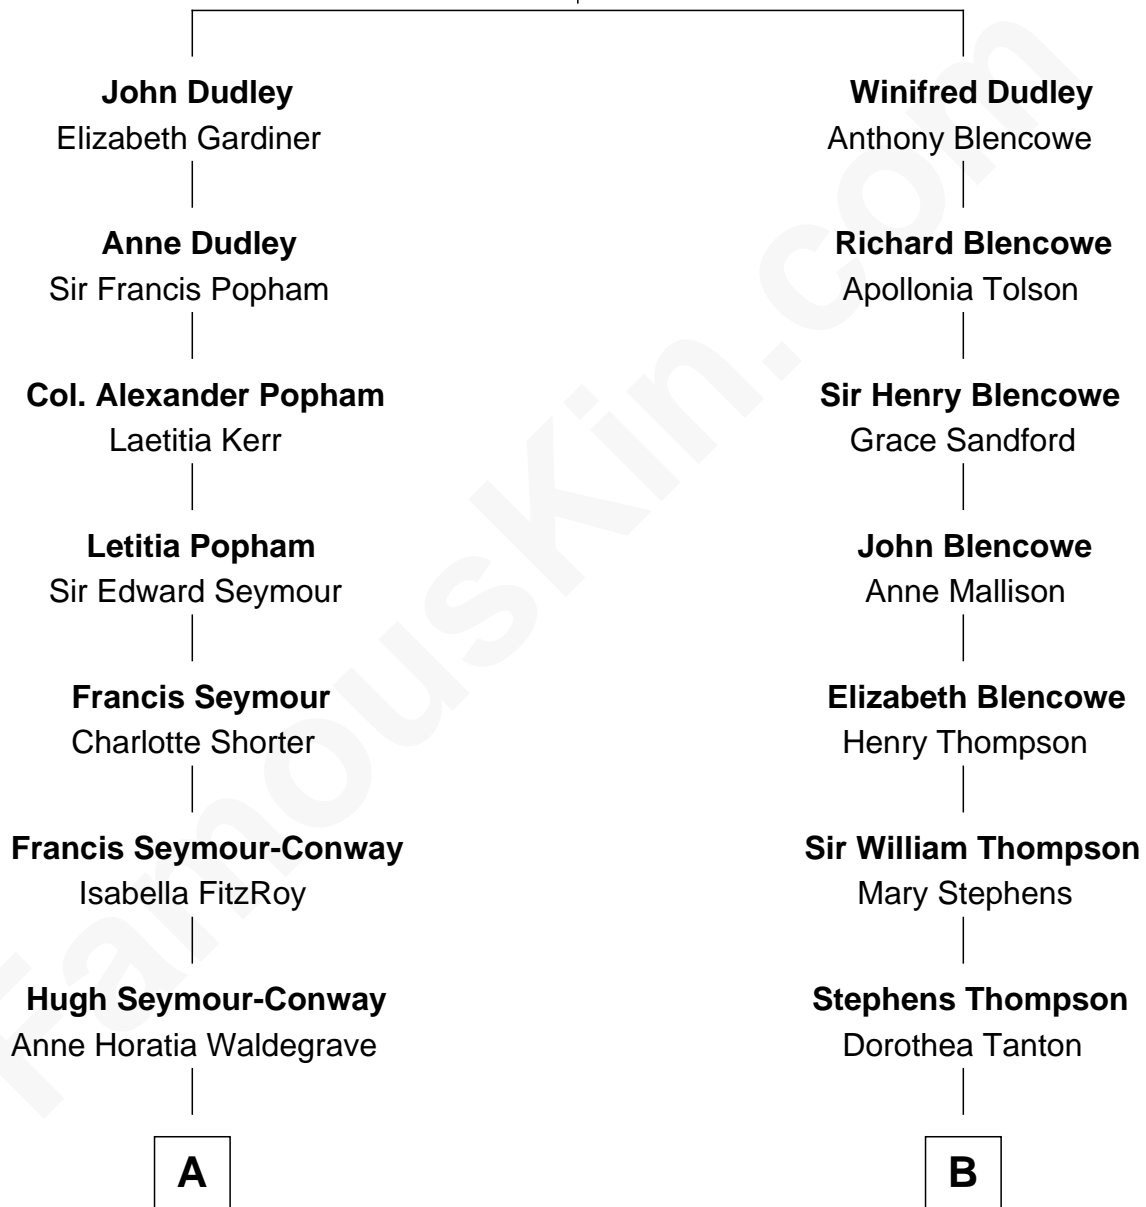 John Dudley
Elizabeth Gardiner
Anne Dudley
Sir Francis Popham
Col. Alexander Popham
Laetitia Kerr
Letitia Popham
Sir Edward Seymour
Francis Seymour
Charlotte Shorter
Francis Seymour-Conway
Isabella FitzRoy
Hugh Seymour-Conway
Anne Horatia Waldegrave
A
Winifred Dudley
Anthony Blencowe
Richard Blencowe
Apollonia Tolson
Sir Henry Blencowe
Grace Sandford
John Blencowe
Anne Mallison
Elizabeth Blencowe
Henry Thompson
Sir William Thompson
Mary Stephens
Stephens Thompson
Dorothea Tanton
B
FamousKin.com